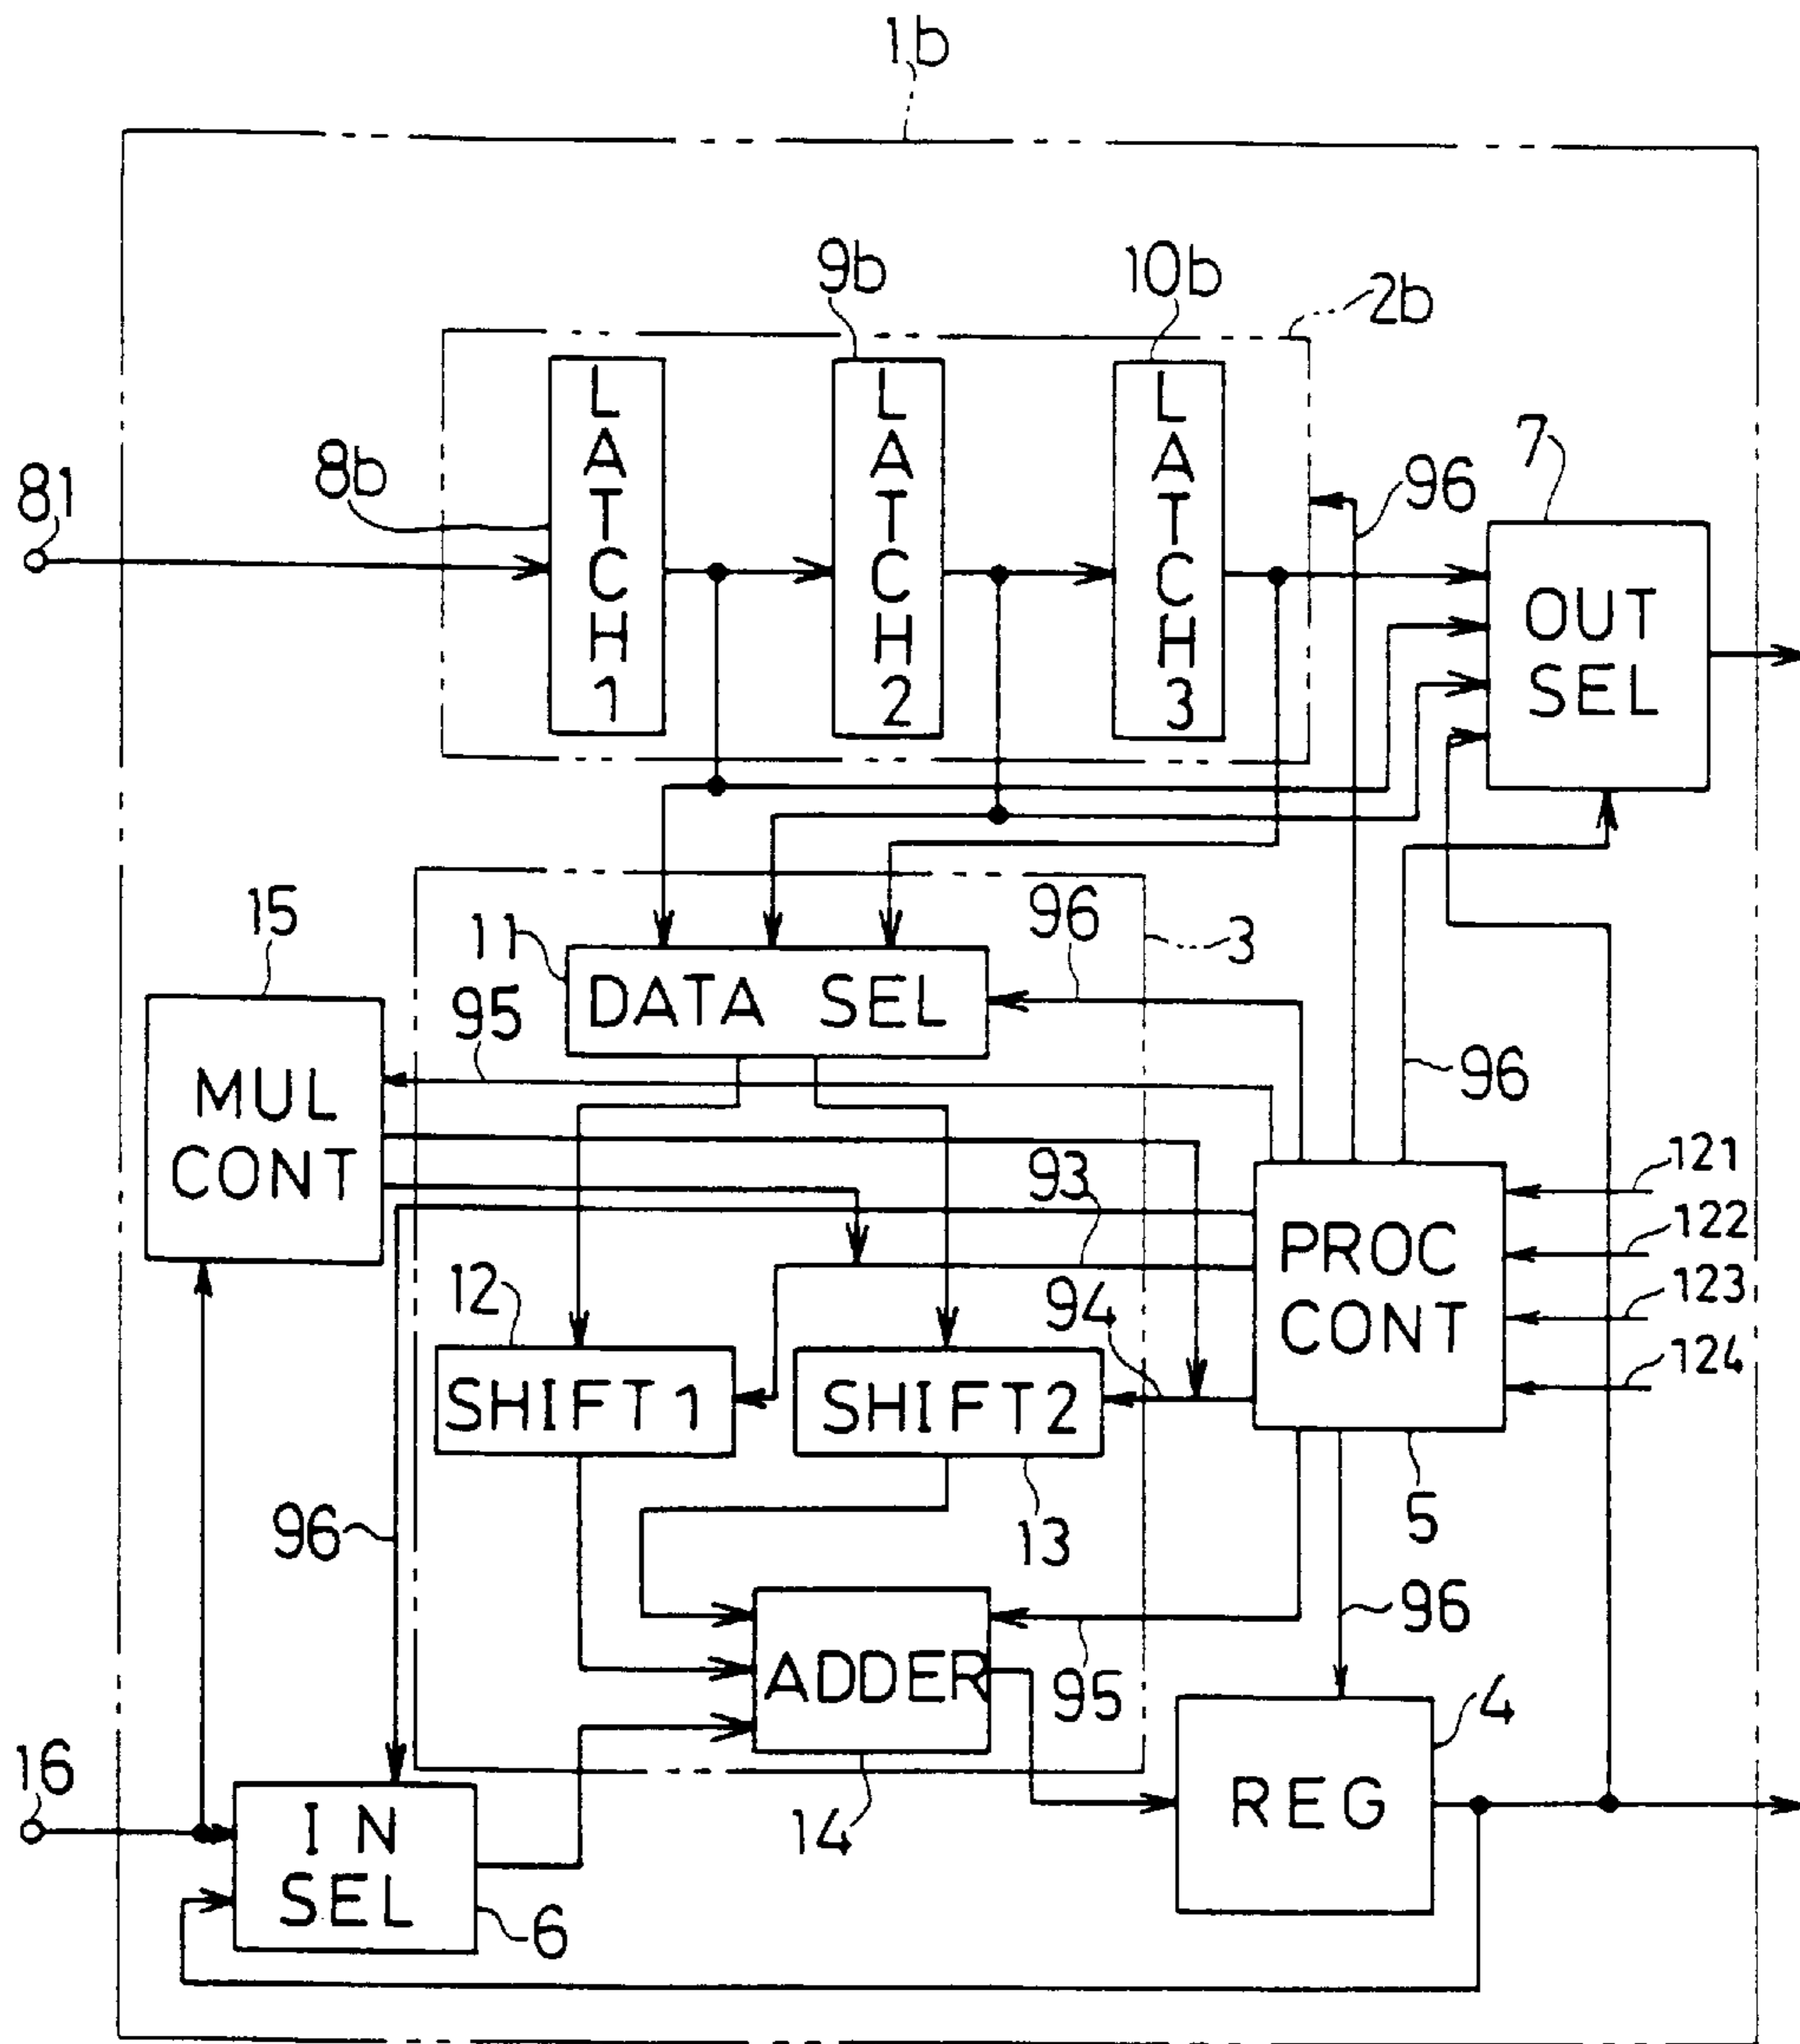 1b
9b
10b
2b
LATCH1
LATCH2
LATCH3
8b
81
96
7
OUT
SEL
15
11
96
3
95
DATA SEL
96
MUL
CONT
121
93
122
PROC
CONT
12
94
123
124
SHIFT1
SHIFT2
96
13
5
96
ADDER
95
4
16
14
REG
IN
SEL
6